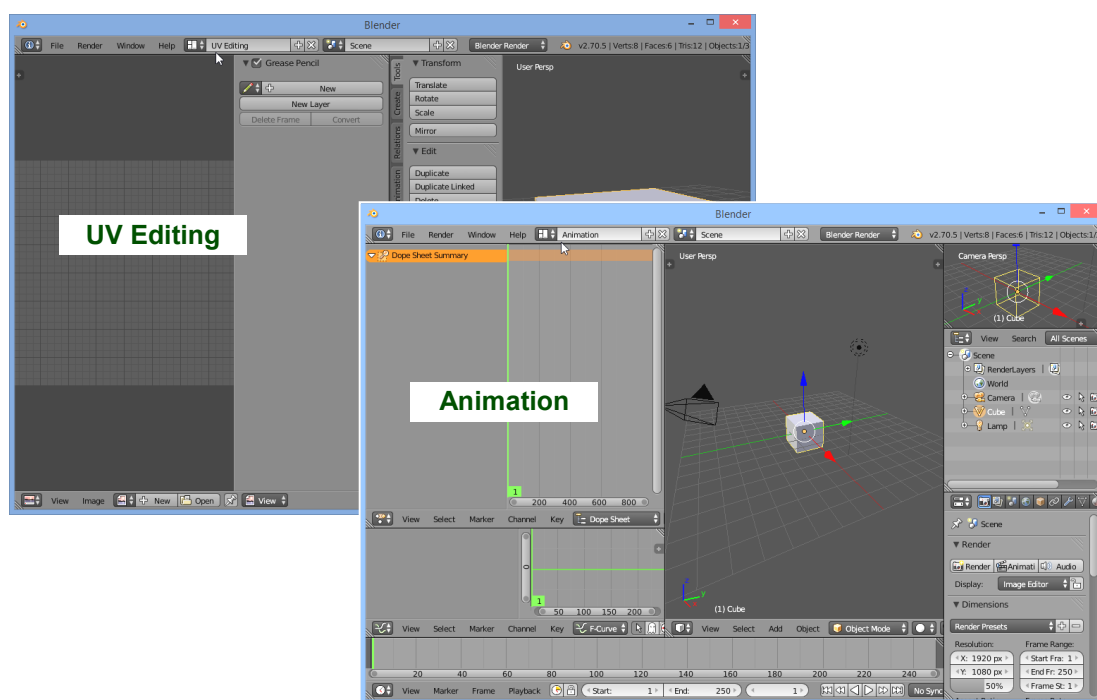 Blender
File Render Window Help UV Editing Scene Blender Render v2.70.5 | Verts:8 | Faces:6 | Tris:12 | Objects:1/3
Grease Pencil
New
New Layer
Delete Frame Convert
Tools
Create
Relations
Transform
Translate
Rotate
Scale
Mirror
Edit
Duplicate
Duplicate Linked
Delete
User Persp
UV Editing
View Image New Open View
Blender
File Render Window Help Animation Scene Blender Render v2.70.5 | Verts:8 | Faces:6 | Tris:12 | Objects:1/
Dope Sheet Summary
1
200 400 600 800
View Select Marker Channel Key Dope Sheet
Animation
1
50 100 150 200
View Select Marker Channel Key F-Curve
User Persp
(1) Cube
View Select Add Object Object Mode
Camera Persp
z
y
(1) Cube
View Search All Scenes
Scene
RenderLayers |
World
Camera |
Cube |
Lamp |
Scene
Render
Render Animati Audio
Display: Image Editor
Dimensions
Render Presets
Resolution: Frame Range:
X: 1920 px Start Fra: 1
Y: 1080 px End Fr: 250
50% Frame St: 1
20 40 60 80 100 120 140 160 180 200 220 240
View Marker Frame Playback Start: 1 End: 250 1 No Sync